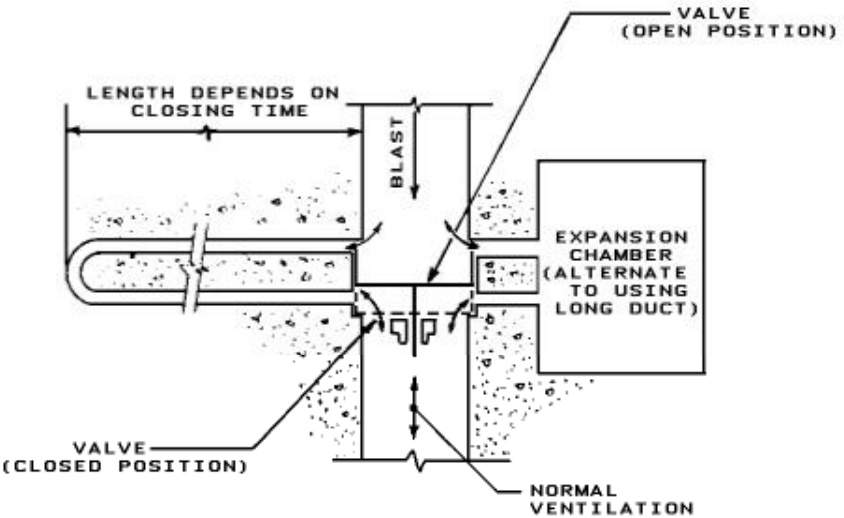 VALVE
(OPEN POSITION)
LENGTH DEPENDS ON
CLOSING TIME
BLAST
EXPANSION
CHAMBER
(ALTERNATE
TO USING
LONG DUCT)
VALVE
(CLOSED POSITION)
NORMAL
VENTILATION